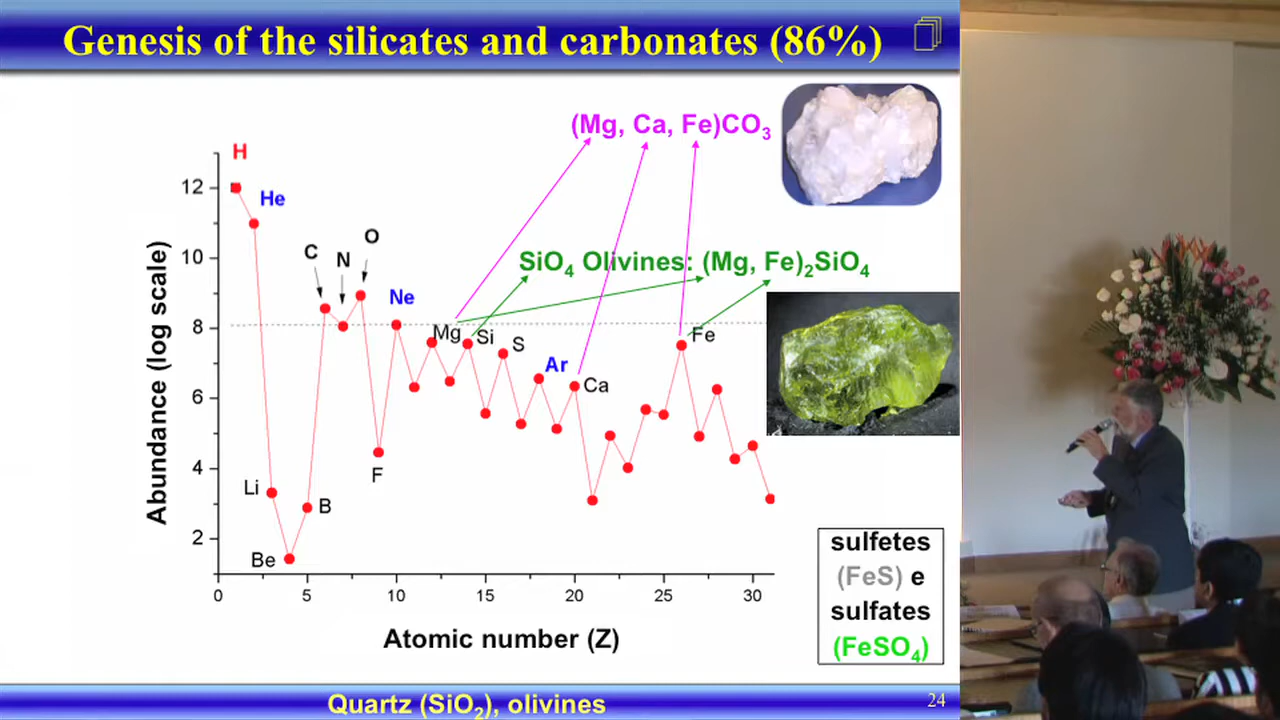 Genesis of the silicates and carbonates (86%)
(Mg, Ca, Fe)CO₃
SiO₄ Olivines: (Mg, Fe)₂SiO₄
H
He
C
N
O
Ne
Mg
Si
S
Ar
Ca
Fe
Li
Be
B
F
Abundance (log scale)
12
10
8
6
4
2
0
5
10
15
20
25
30
Atomic number (Z)
sulfetes
(FeS) e
sulfates
(FeSO₄)
Quartz (SiO₂), olivines
24